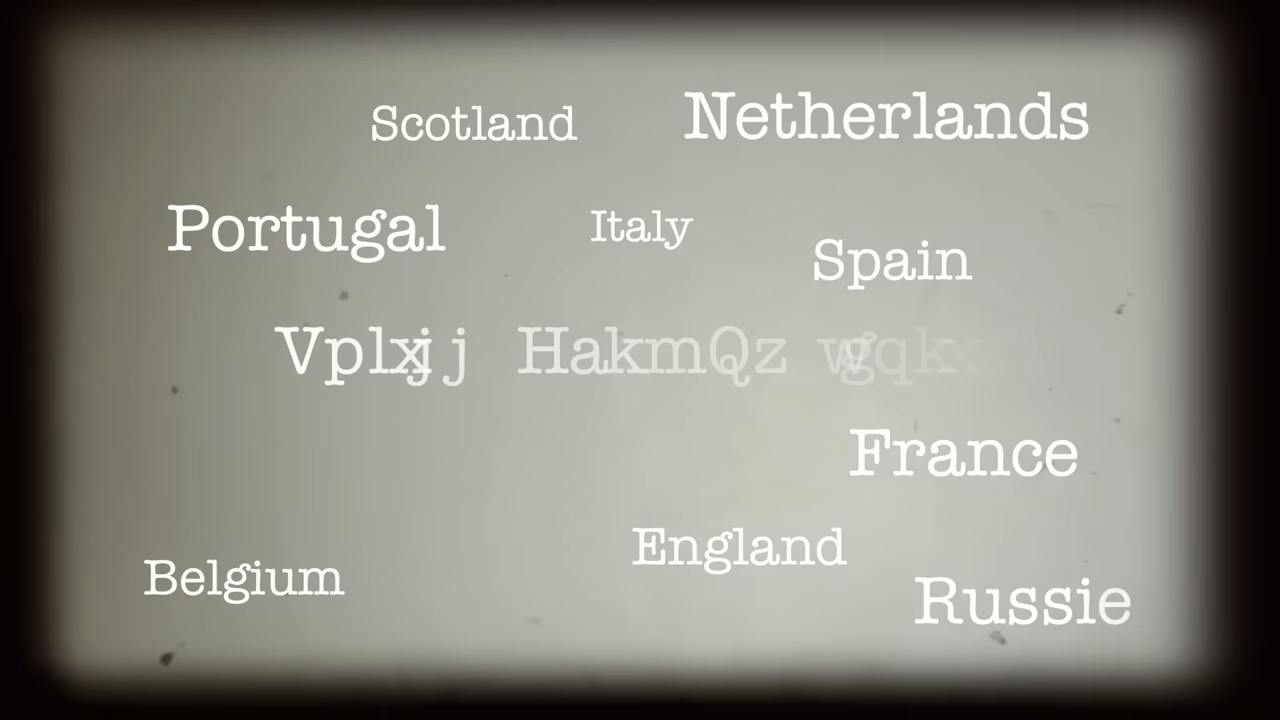 Scotland
Netherlands
Portugal
Italy
Spain
France
England
Belgium
Russie